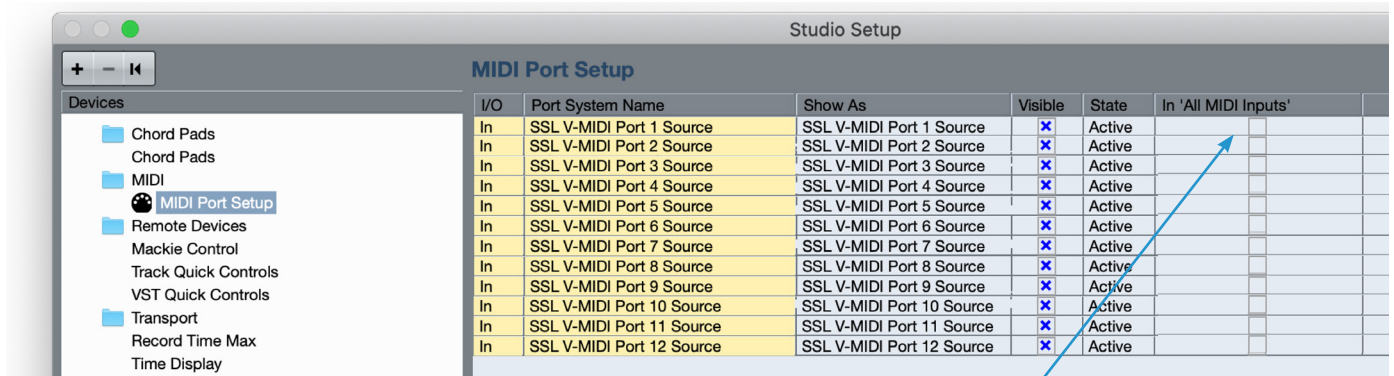 Studio Setup
MIDI Port Setup
Devices
Chord Pads
Chord Pads
MIDI
MIDI Port Setup
Remote Devices
Mackie Control
Track Quick Controls
VST Quick Controls
Transport
Record Time Max
Time Display
I/O Port System Name Show As Visible State In 'All MIDI Inputs'
In SSL V-MIDI Port 1 Source SSL V-MIDI Port 1 Source Active
In SSL V-MIDI Port 2 Source SSL V-MIDI Port 2 Source Active
In SSL V-MIDI Port 3 Source SSL V-MIDI Port 3 Source Active
In SSL V-MIDI Port 4 Source SSL V-MIDI Port 4 Source Active
In SSL V-MIDI Port 5 Source SSL V-MIDI Port 5 Source Active
In SSL V-MIDI Port 6 Source SSL V-MIDI Port 6 Source Active
In SSL V-MIDI Port 7 Source SSL V-MIDI Port 7 Source Active
In SSL V-MIDI Port 8 Source SSL V-MIDI Port 8 Source Active
In SSL V-MIDI Port 9 Source SSL V-MIDI Port 9 Source Active
In SSL V-MIDI Port 10 Source SSL V-MIDI Port 10 Source Active
In SSL V-MIDI Port 11 Source SSL V-MIDI Port 11 Source Active
In SSL V-MIDI Port 12 Source SSL V-MIDI Port 12 Source Active